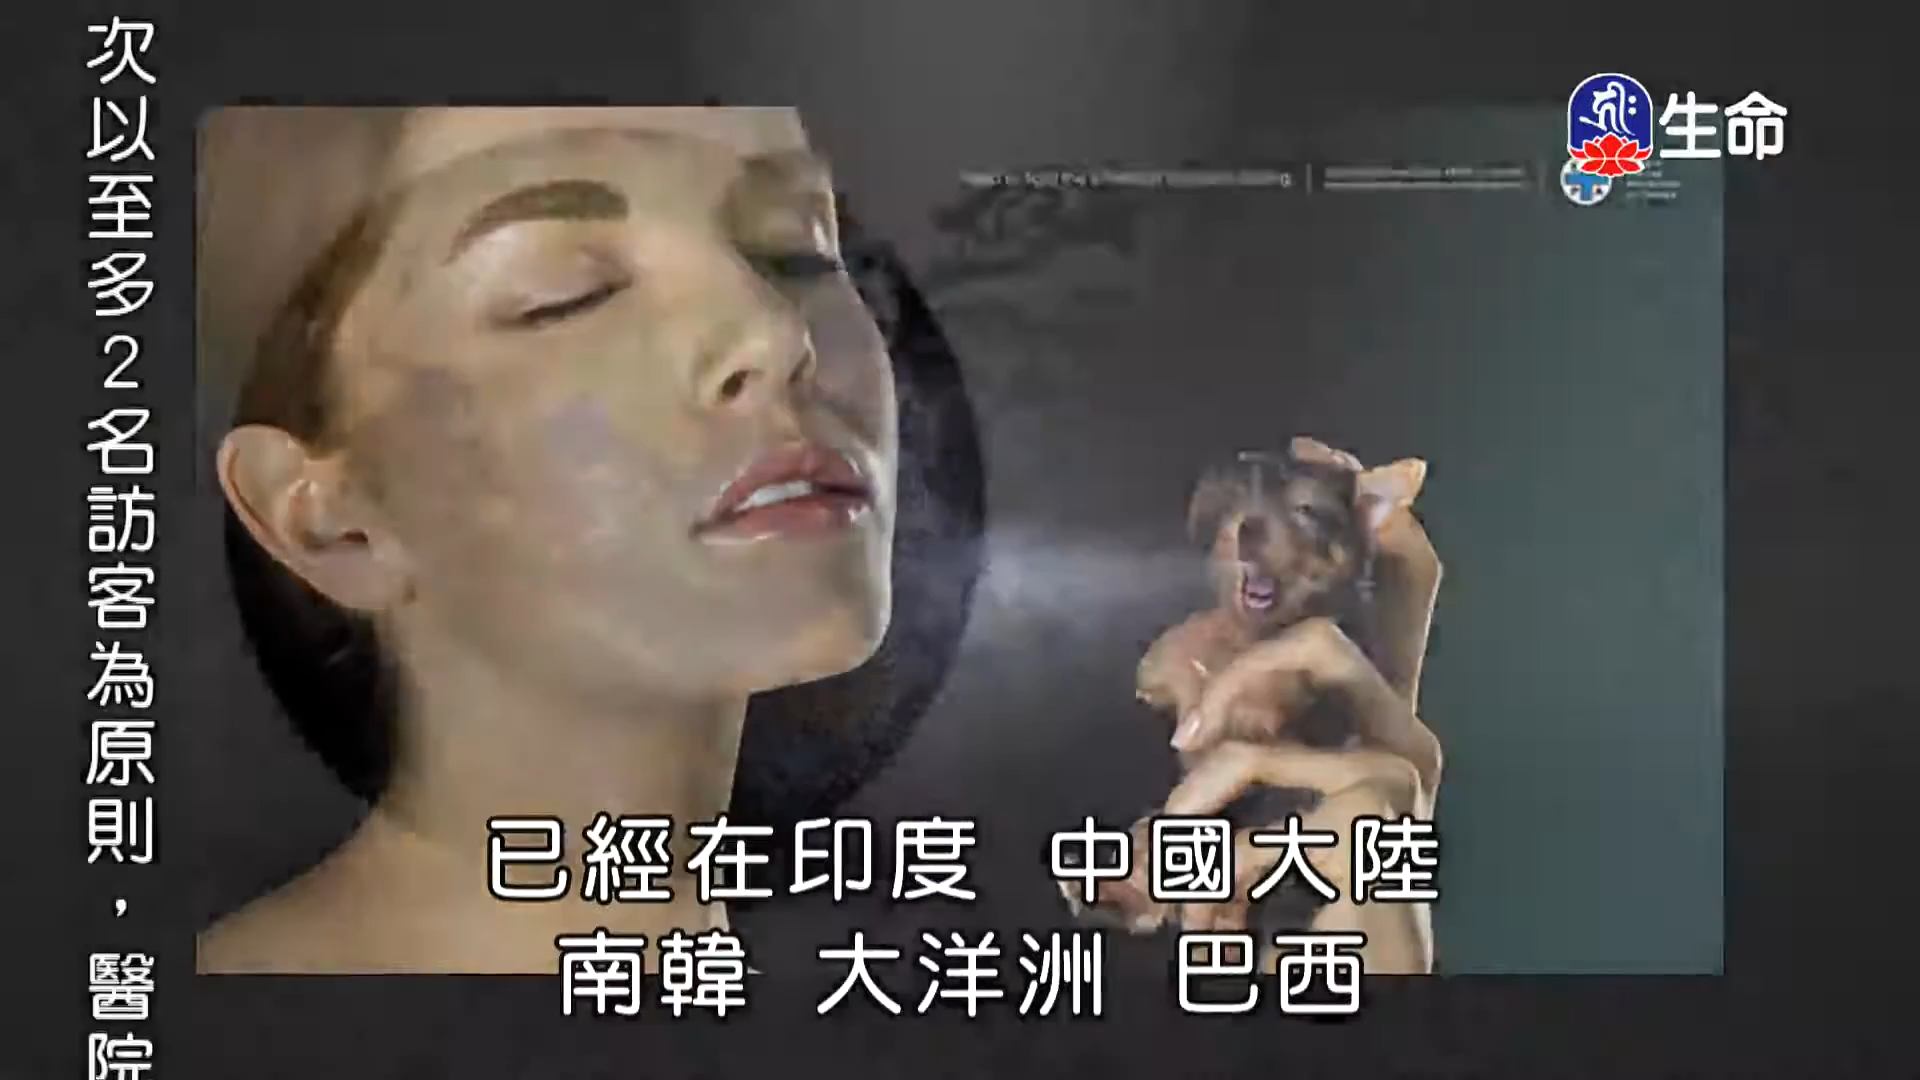 次以至多2名訪客為原則，醫院
生命
已經在印度 中國大陸
南韓 大洋洲 巴西